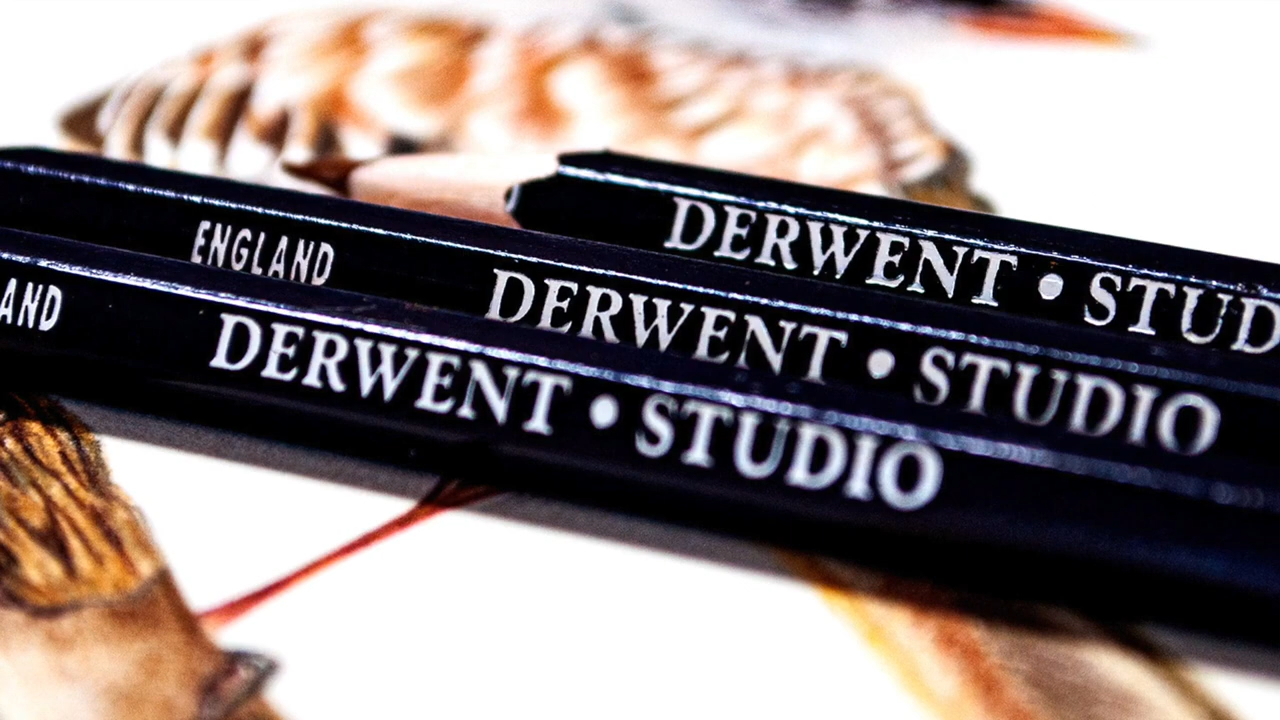 DERWENT • STUD
ENGLAND DERWENT • STUDIO
AND DERWENT • STUDIO